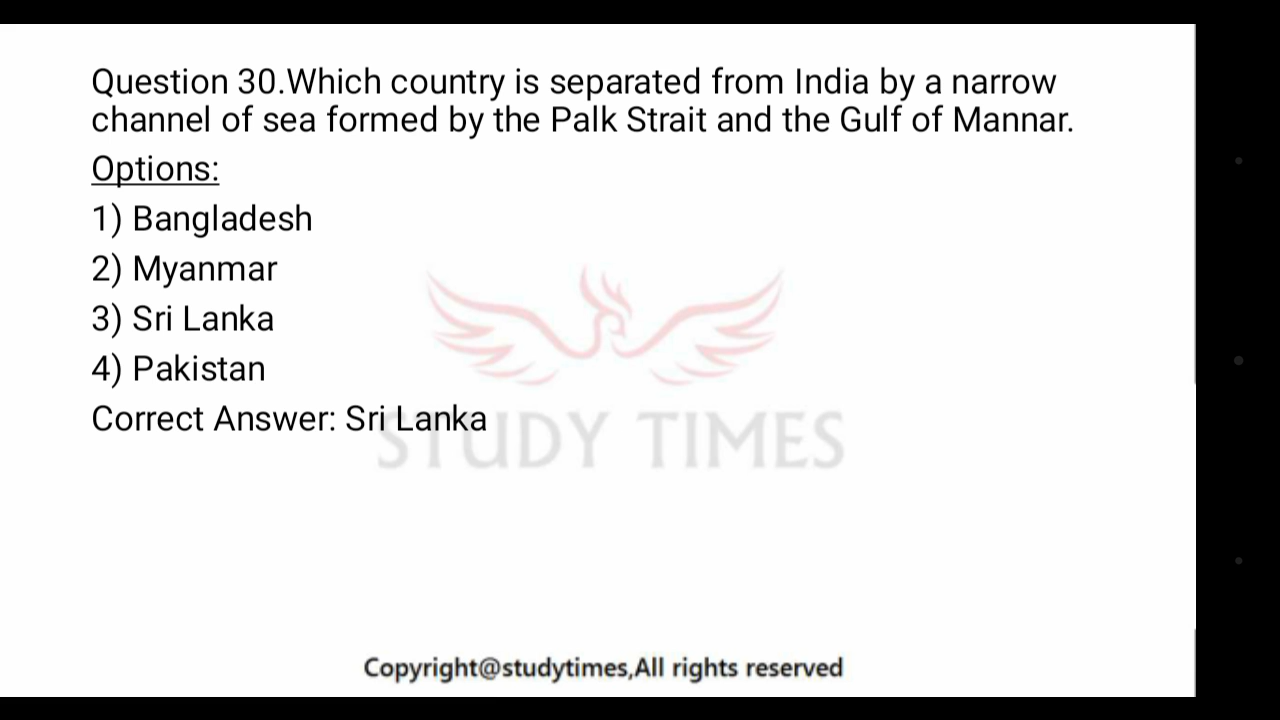 Question 30.Which country is separated from India by a narrow
channel of sea formed by the Palk Strait and the Gulf of Mannar.
Options:
1) Bangladesh
2) Myanmar
3) Sri Lanka
4) Pakistan
Correct Answer: Sri Lanka
STUDY TIMES
Copyright@studytimes,All rights reserved